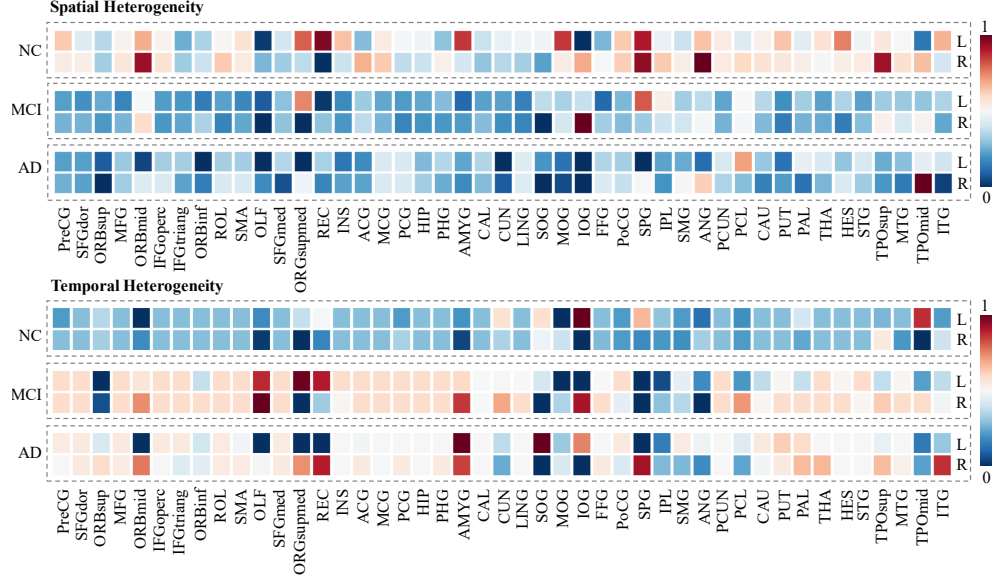 Spatial Heterogeneity
1
NC
L
R
MCI
L
R
AD
L
R
0
PreCG SFGdor ORBsup MFG ORBmid IFGoperc IFGtriang ORBinf ROL SMA OLF SFGmed ORGsupmed REC INS ACG MCG PCG HIP PHG AMYG CAL CUN LING SOG MOG IOG FFG PoCG SPG IPL SMG ANG PCUN PCL CAU PUT PAL THA HES STG TPOsup MTG TPOmid ITG
Temporal Heterogeneity
1
NC
L
R
MCI
L
R
AD
L
R
0
PreCG SFGdor ORBsup MFG ORBmid IFGoperc IFGtriang ORBinf ROL SMA OLF SFGmed ORGsupmed REC INS ACG MCG PCG HIP PHG AMYG CAL CUN LING SOG MOG IOG FFG PoCG SPG IPL SMG ANG PCUN PCL CAU PUT PAL THA HES STG TPOsup MTG TPOmid ITG